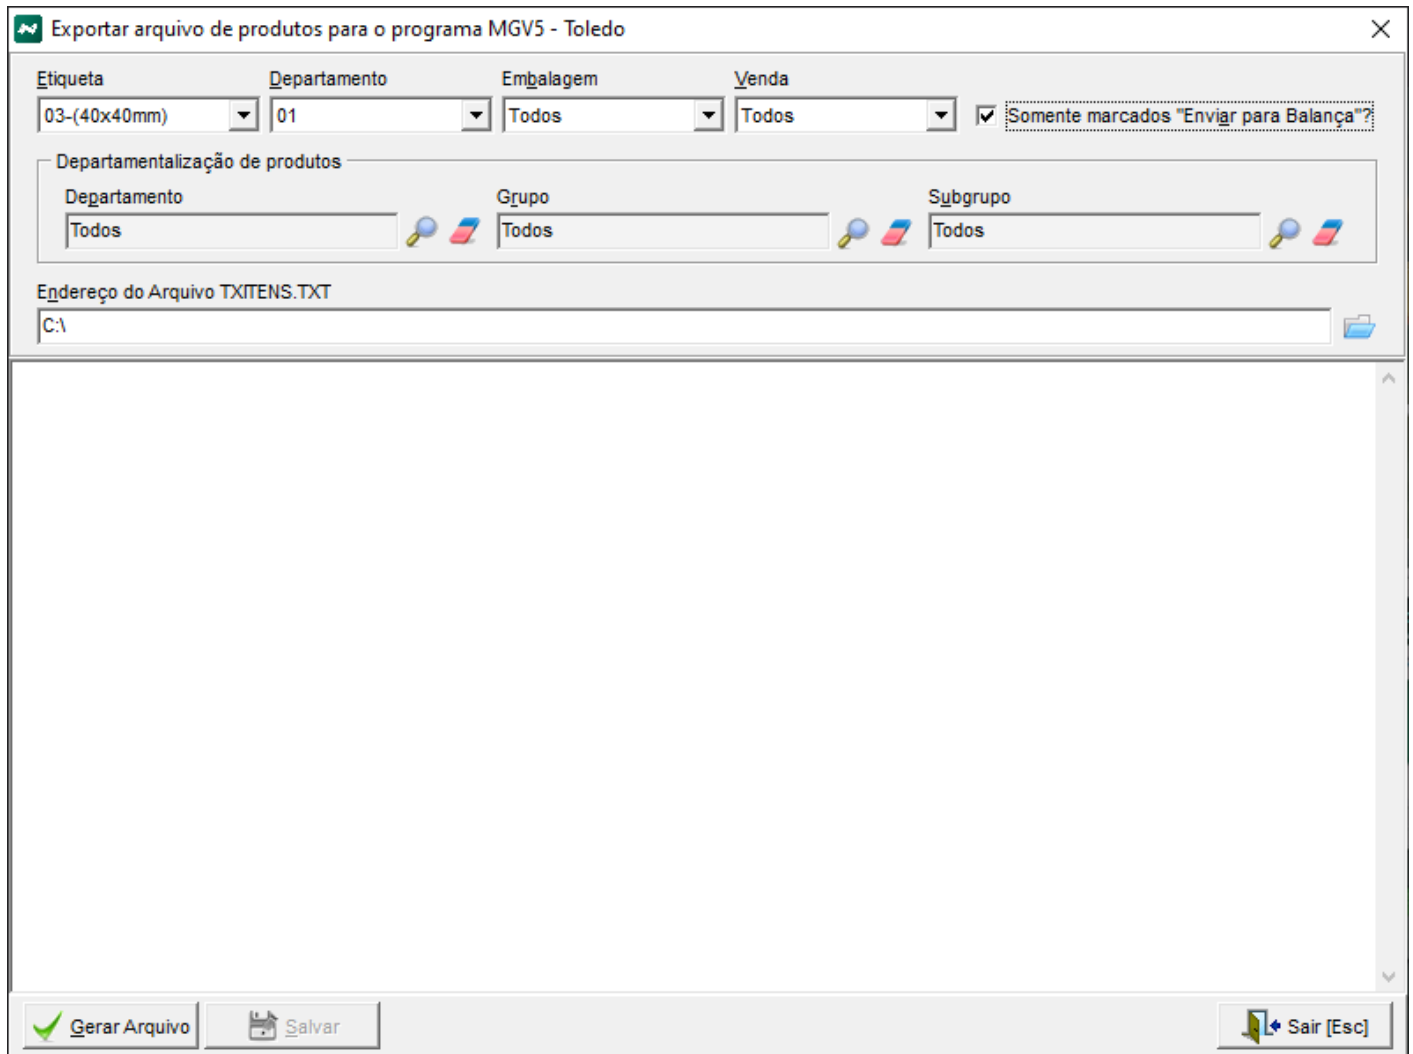 Exportar arquivo de produtos para o programa MGV5 - Toledo
Etiqueta Departamento Embalagem Venda
03-(40x40mm) 01 Todos Todos Somente marcados "Enviar para Balança"?
Departamentalização de produtos
Departamento Grupo Subgrupo
Todos Todos Todos
Endereço do Arquivo TXITENS.TXT
C:\
Gerar Arquivo Salvar Sair [Esc]